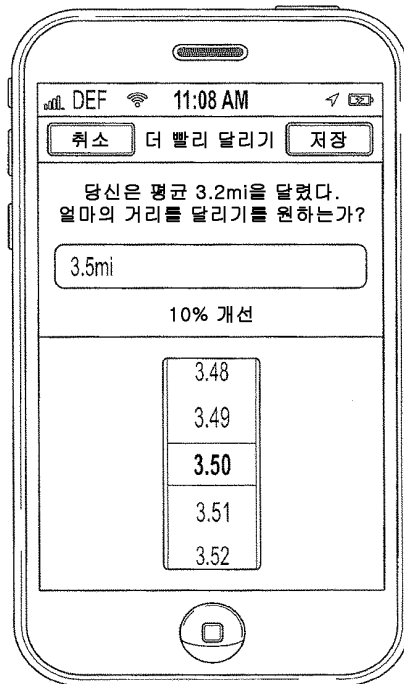 DEF 11:08 AM
취소 더 빨리 달리기 저장
당신은 평균 3.2mi을 달렸다.
얼마의 거리를 달리기를 원하는가?
3.5mi
10% 개선
3.48
3.49
3.50
3.51
3.52